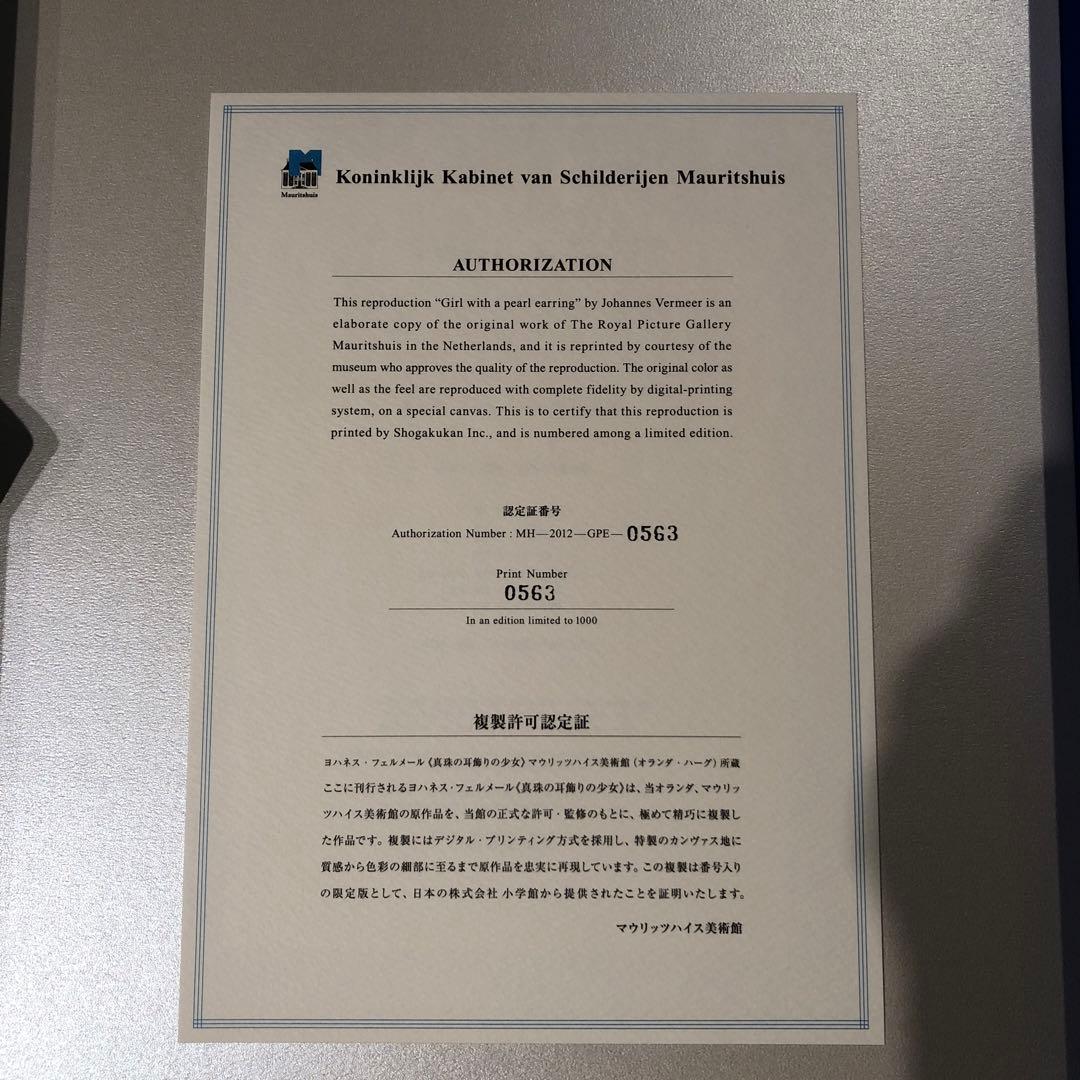 M
Mauritshuis
Koninklijk Kabinet van Schilderijen Mauritshuis
AUTHORIZATION
This reproduction “Girl with a pearl earring” by Johannes Vermeer is an
elaborate copy of the original work of The Royal Picture Gallery
Mauritshuis in the Netherlands, and it is reprinted by courtesy of the
museum who approves the quality of the reproduction. The original color as
well as the feel are reproduced with complete fidelity by digital-printing
system, on a special canvas. This is to certify that this reproduction is
printed by Shogakukan Inc., and is numbered among a limited edition.
認定証番号
Authorization Number : MH—2012—GPE—0563
Print Number
0563
In an edition limited to 1000
複製許可認定証
ヨハネス・フェルメール《真珠の耳飾りの少女》マウリッツハイス美術館（オランダ・ハーグ）所蔵
ここに刊行されるヨハネス・フェルメール《真珠の耳飾りの少女》は、当オランダ、マウリッ
ツハイス美術館の原作品を、当館の正式な許可・監修のもとに、極めて精巧に複製し
た作品です。複製にはデジタル・プリンティング方式を採用し、特製のカンヴァス地に
質感から色彩の細部に至るまで原作品を忠実に再現しています。この複製は番号入り
の限定版として、日本の株式会社 小学館から提供されたことを証明いたします。
マウリッツハイス美術館